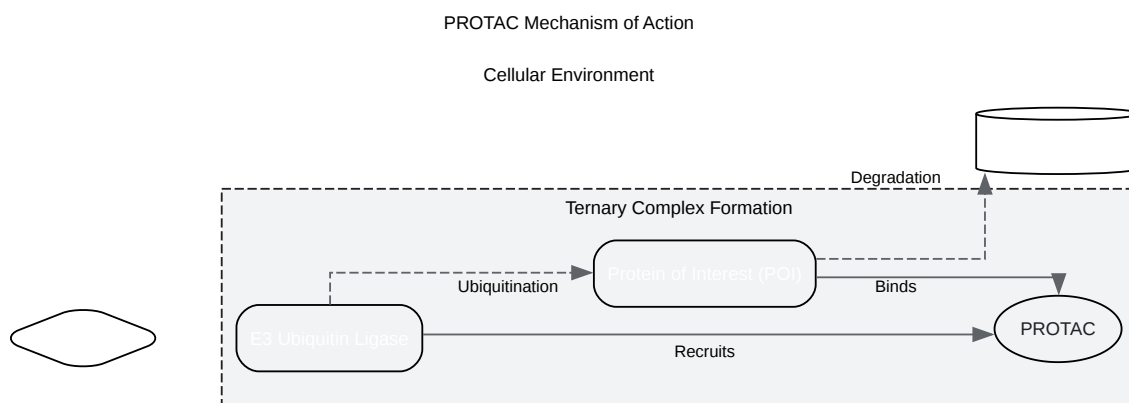 PROTAC Mechanism of Action
Cellular Environment
Degradation
Ternary Complex Formation
Protein of Interest (POI)
Ubiquitination
Binds
E3 Ubiquitin Ligase
PROTAC
Recruits